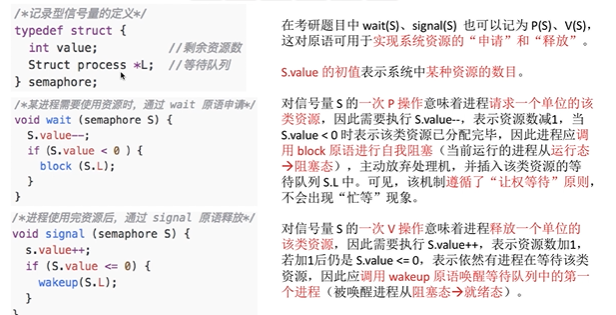 /*记录型信号量的定义*/
typedef struct {
int value; //剩余资源数
Struct process *L; //等待队列
} semaphore;
/*某进程需要使用资源时，通过 wait 原语申请*/
void wait (semaphore S) {
S.value--;
if (S.value < 0 ) {
block (S.L);
}
}
/*进程使用完资源后，通过 signal 原语释放*/
void signal (semaphore S) {
s.value++;
if (S.value <= 0) {
wakeup(S.L);
}
}
在考研题目中 wait(S)、signal(S) 也可以记为 P(S)、V(S)，
这对原语可用于实现系统资源的“申请”和“释放”。
S.value 的初值表示系统中某种资源的数目。
对信号量 S 的一次 P 操作意味着进程请求一个单位的该
类资源，因此需要执行 S.value--，表示资源数减1，当
S.value < 0 时表示该类资源已分配完毕，因此进程应调
用 block 原语进行自我阻塞（当前运行的进程从运行态
→阻塞态），主动放弃处理机，并插入该类资源的等
待队列 S.L 中。可见，该机制遵循了“让权等待”原则，
不会出现“忙等”现象。
对信号量 S 的一次 V 操作意味着进程释放一个单位的
该类资源，因此需要执行 S.value++，表示资源数加1，
若加1后仍是 S.value <= 0，表示依然有进程在等待该类
资源，因此应调用 wakeup 原语唤醒等待队列中的第一
个进程（被唤醒进程从阻塞态→就绪态）。